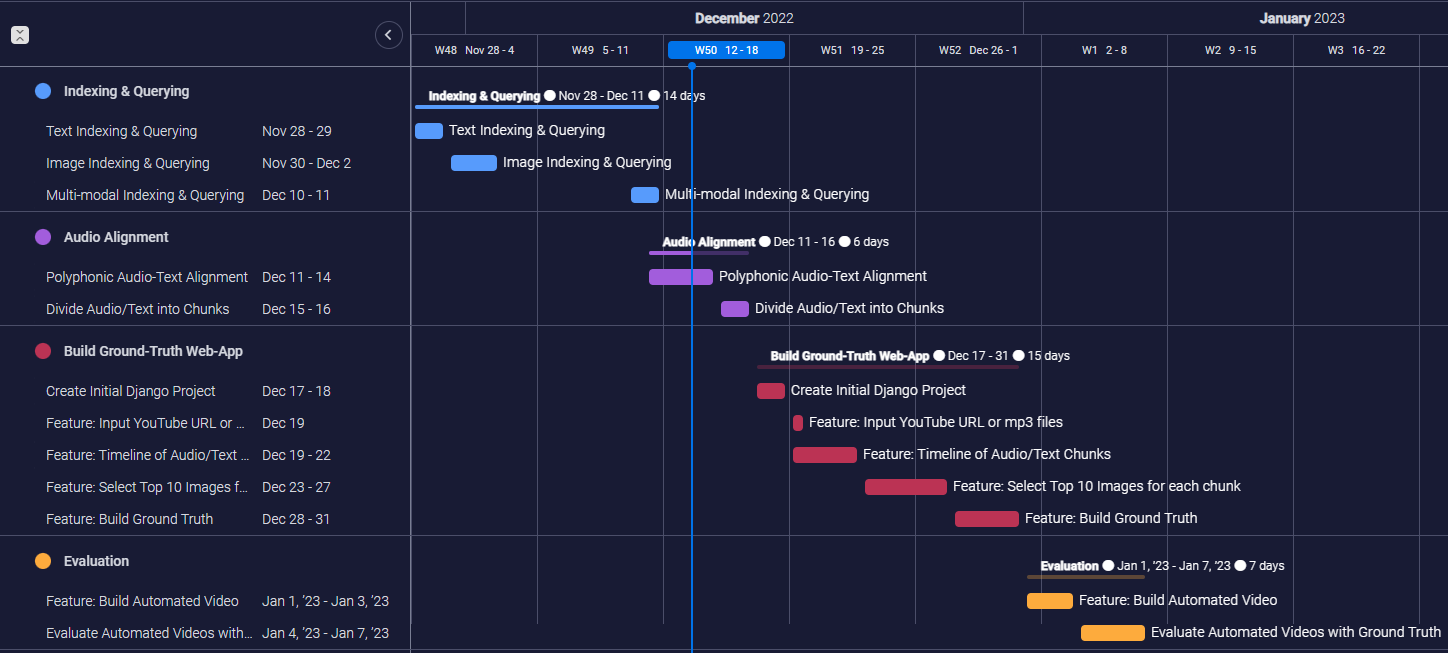 December 2022
January 2023
W48 Nov 28 - 4
W49 5 - 11
W50 12 - 18
W51 19 - 25
W52 Dec 26 - 1
W1 2 - 8
W2 9 - 15
W3 16 - 22
Indexing & Querying
Indexing & Querying ● Nov 28 - Dec 11 ● 14 days
Text Indexing & Querying Nov 28 - 29
Text Indexing & Querying
Image Indexing & Querying Nov 30 - Dec 2
Image Indexing & Querying
Multi-modal Indexing & Querying Dec 10 - 11
Multi-modal Indexing & Querying
Audio Alignment
Audio Alignment ● Dec 11 - 16 ● 6 days
Polyphonic Audio-Text Alignment Dec 11 - 14
Polyphonic Audio-Text Alignment
Divide Audio/Text into Chunks Dec 15 - 16
Divide Audio/Text into Chunks
Build Ground-Truth Web-App
Build Ground-Truth Web-App ● Dec 17 - 31 ● 15 days
Create Initial Django Project Dec 17 - 18
Create Initial Django Project
Feature: Input YouTube URL or ... Dec 19
Feature: Input YouTube URL or mp3 files
Feature: Timeline of Audio/Text ... Dec 19 - 22
Feature: Timeline of Audio/Text Chunks
Feature: Select Top 10 Images f... Dec 23 - 27
Feature: Select Top 10 Images for each chunk
Feature: Build Ground Truth Dec 28 - 31
Feature: Build Ground Truth
Evaluation
Evaluation ● Jan 1, '23 - Jan 7, '23 ● 7 days
Feature: Build Automated Video Jan 1, '23 - Jan 3, '23
Feature: Build Automated Video
Evaluate Automated Videos with... Jan 4, '23 - Jan 7, '23
Evaluate Automated Videos with Ground Truth